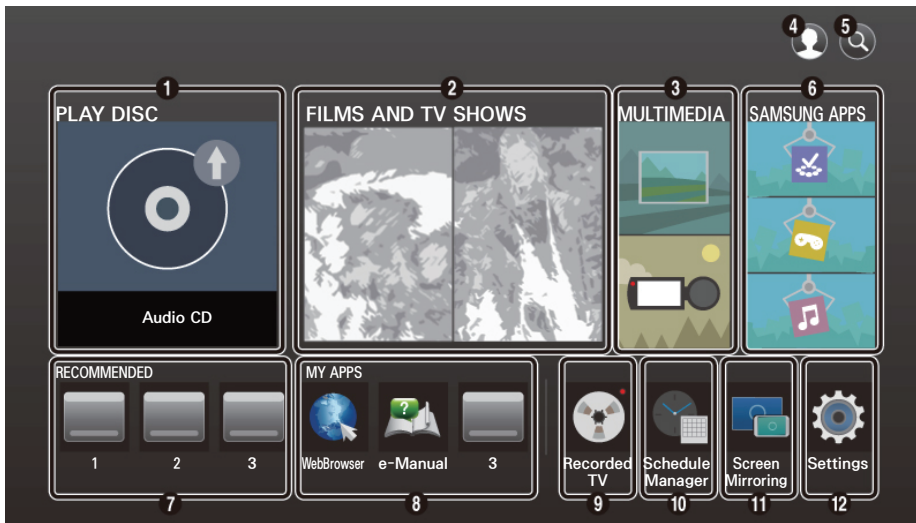 4 5
1 2 3 6
PLAY DISC FILMS AND TV SHOWS MULTIMEDIA SAMSUNG APPS
Audio CD
RECOMMENDED MY APPS
?
1 2 3 WebBrowser e-Manual 3 Recorded TV Schedule Manager Screen Mirroring Settings
7 8 9 10 11 12